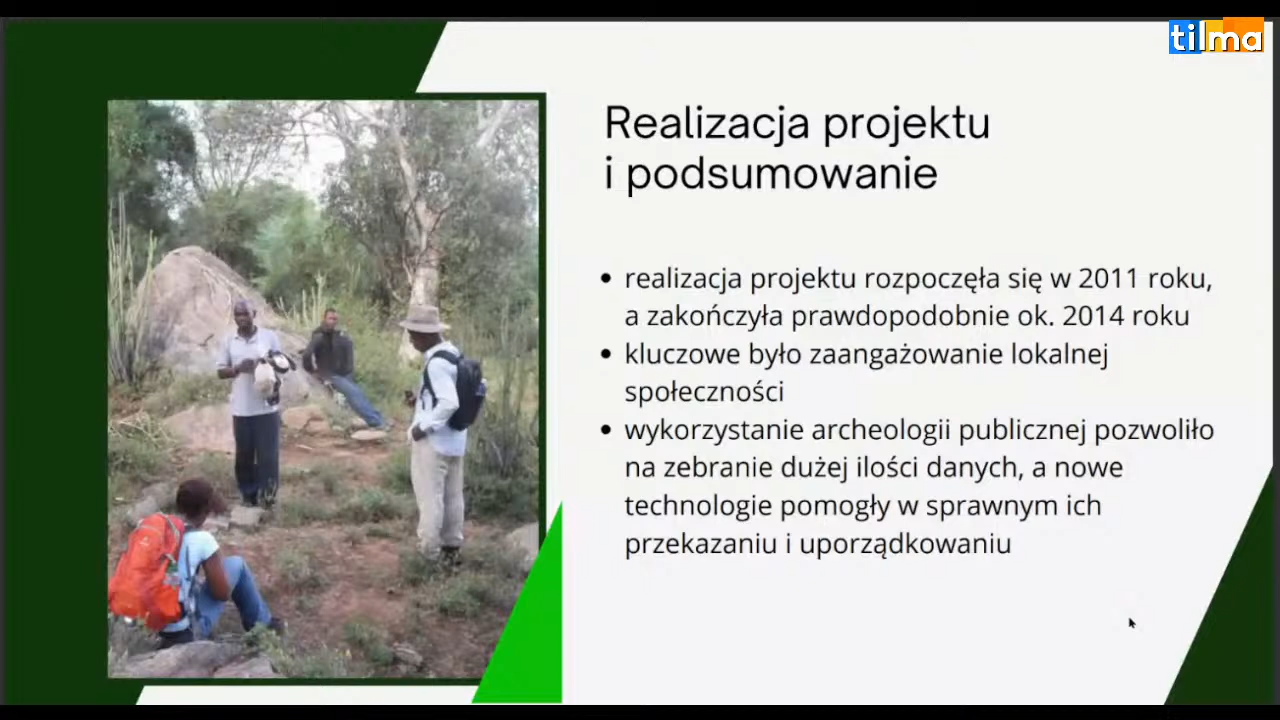 tilma
Realizacja projektu
i podsumowanie
• realizacja projektu rozpoczęła się w 2011 roku,
a zakończyła prawdopodobnie ok. 2014 roku
• kluczowe było zaangażowanie lokalnej
społeczności
• wykorzystanie archeologii publicznej pozwoliło
na zebranie dużej ilości danych, a nowe
technologie pomogły w sprawnym ich
przekazaniu i uporządkowaniu